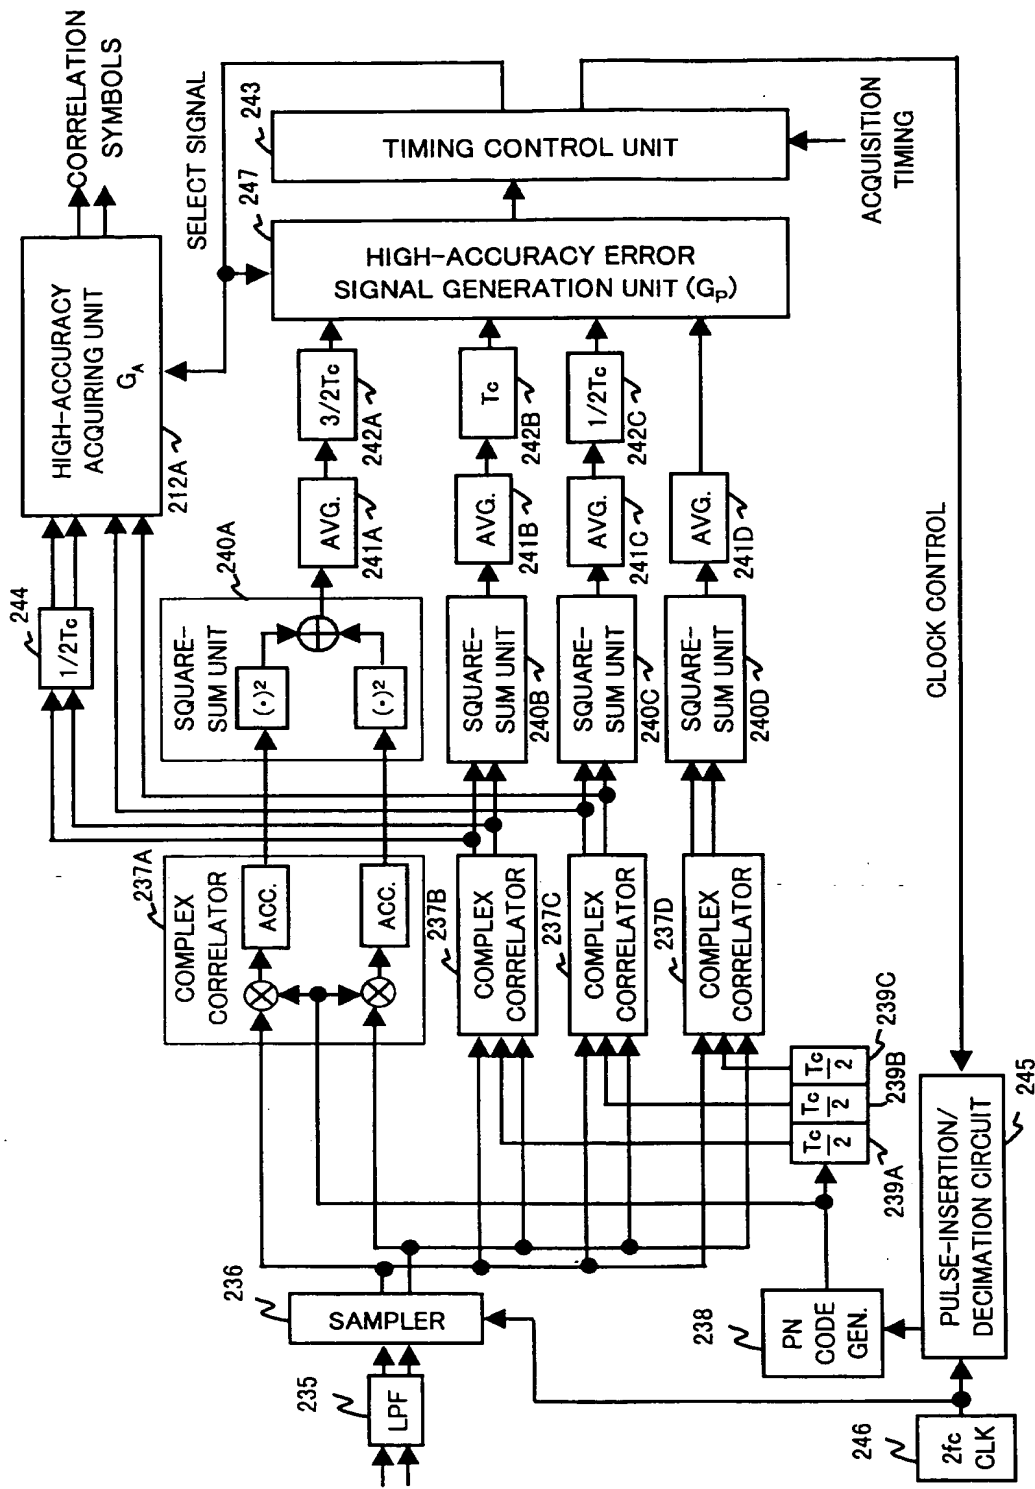 CORRELATION
SYMBOLS
HIGH-ACCURACY
ACQUIRING UNIT
GA
212A
SELECT SIGNAL
243
TIMING CONTROL UNIT
ACQUISITION
TIMING
247
HIGH-ACCURACY ERROR
SIGNAL GENERATION UNIT (GP)
3/2Tc
242A
Tc
242B
1/2Tc
242C
AVG.
241A
AVG.
241B
AVG.
241C
AVG.
241D
244
1/2Tc
240A
SQUARE-
SUM UNIT
(•)²
(•)²
SQUARE-
SUM UNIT
240B
SQUARE-
SUM UNIT
240C
SQUARE-
SUM UNIT
240D
CLOCK CONTROL
237A
COMPLEX
CORRELATOR
ACC.
ACC.
237B
COMPLEX
CORRELATOR
237C
COMPLEX
CORRELATOR
237D
COMPLEX
CORRELATOR
Tc
2
239A
Tc
2
239B
Tc
2
239C
236
SAMPLER
235
LPF
238
PN
CODE
GEN.
PULSE-INSERTION/
DECIMATION CIRCUIT
245
246
2fc
CLK